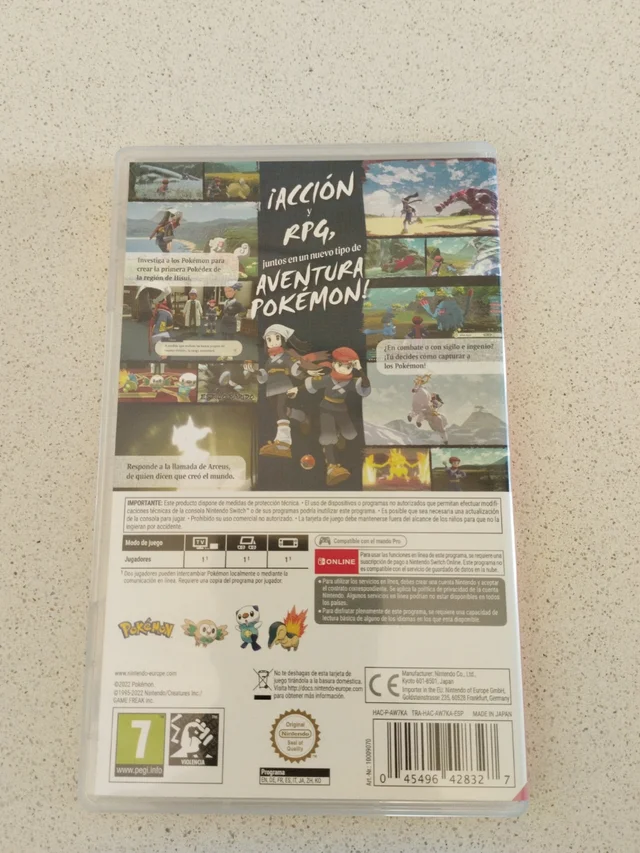 ¡ACCIÓN
y
RPG,
juntos en un nuevo tipo de
AVENTURA
POKÉMON!
Investiga a los Pokémon para
crear la primera Pokédex de
la región de Hisui.
¿En combate o con sigilo e ingenio?
¡Tú decides cómo capturar a
los Pokémon!
Responde a la llamada de Arceus,
de quien dicen que creó el mundo.
IMPORTANTE: Este producto dispone de medidas de protección técnica. • El uso de dispositivos o programas no autorizados que permitan efectuar modifi-
caciones técnicas de la consola Nintendo Switch™ o de sus programas podría inutilizar este programa. • Es posible que sea necesaria una actualización
de la consola para jugar. • Prohibido su uso comercial no autorizado. • La tarjeta de juego debe mantenerse fuera del alcance de los niños para que no la
ingieran por accidente.
Modo de juego
TV
Jugadores
1
1
1
Compatible con el mando Pro
ONLINE
Para usar las funciones en línea de este programa, se requiere una
suscripción de pago a Nintendo Switch Online. Este programa no
es compatible con el servicio de guardado de datos en la nube.
Dos jugadores pueden intercambiar Pokémon localmente o mediante la
comunicación en línea. Requiere una copia del programa por jugador.
• Para utilizar los servicios en línea, debes crear una cuenta Nintendo y aceptar
el contrato correspondiente. Se aplica la política de privacidad de la cuenta
Nintendo. Algunos servicios en línea podrían no estar disponibles en todos
los países.
• Para disfrutar plenamente de este programa, se requiere una capacidad de
lectura básica de alguno de los idiomas en los que está disponible.
POKéMON
www.nintendo-europe.com
©2022 Pokémon.
©1995-2022 Nintendo/Creatures Inc./
GAME FREAK inc.
No te deshagas de esta tarjeta de
juego tirándola a la basura doméstica.
Visita http://docs.nintendo-europe.com
para obtener más información.
CE
Manufacturer: Nintendo Co., Ltd.,
Kyoto 601-8501, Japan
Importer in the EU: Nintendo of Europe GmbH,
Goldsteinstrasse 235, 60528 Frankfurt, Germany
HAC-P-AW7KA TRA-HAC-AW7KA-ESP MADE IN JAPAN
7
www.pegi.info
VIOLENCIA
Original
Nintendo
Seal of
Quality
Programa
EN, DE, FR, ES, IT, JA, ZH, KO
Art.-Nr.: 10009070
0 45496 42832 7